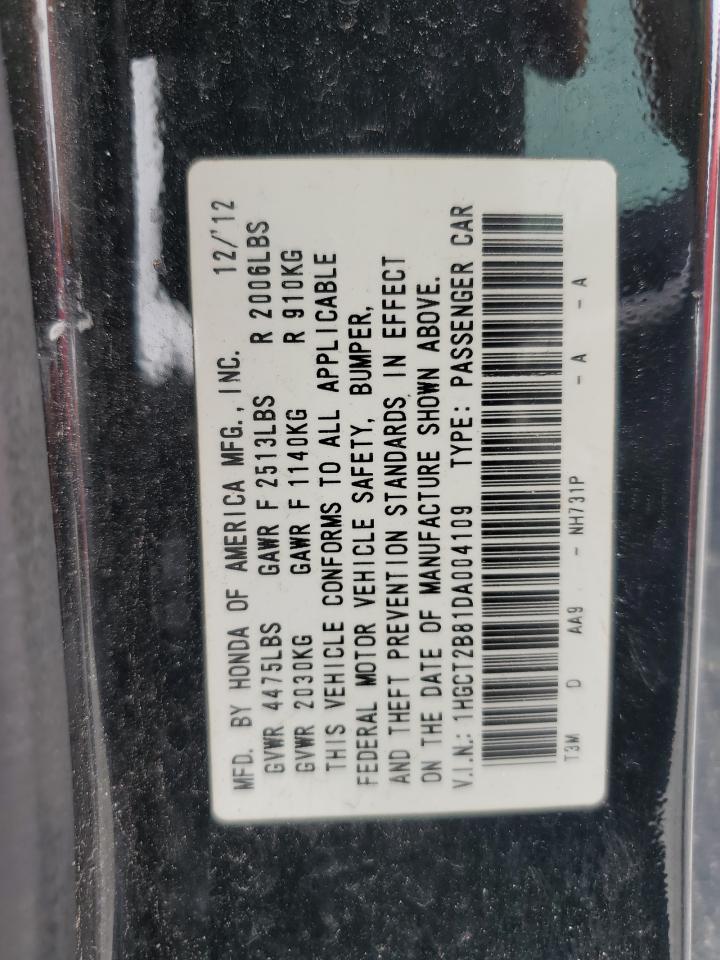 MFD. BY HONDA OF AMERICA MFG., INC. 12/'12
GVWR 4475LBS GAWR F 2513LBS R 2006LBS
GVWR 2030KG GAWR F 1140KG R 910KG
THIS VEHICLE CONFORMS TO ALL APPLICABLE
FEDERAL MOTOR VEHICLE SAFETY, BUMPER,
AND THEFT PREVENTION STANDARDS IN EFFECT
ON THE DATE OF MANUFACTURE SHOWN ABOVE.
V.I.N.: 1HGCT2B81DA004109 TYPE: PASSENGER CAR
T3M D AA9 - NH731P - A - A